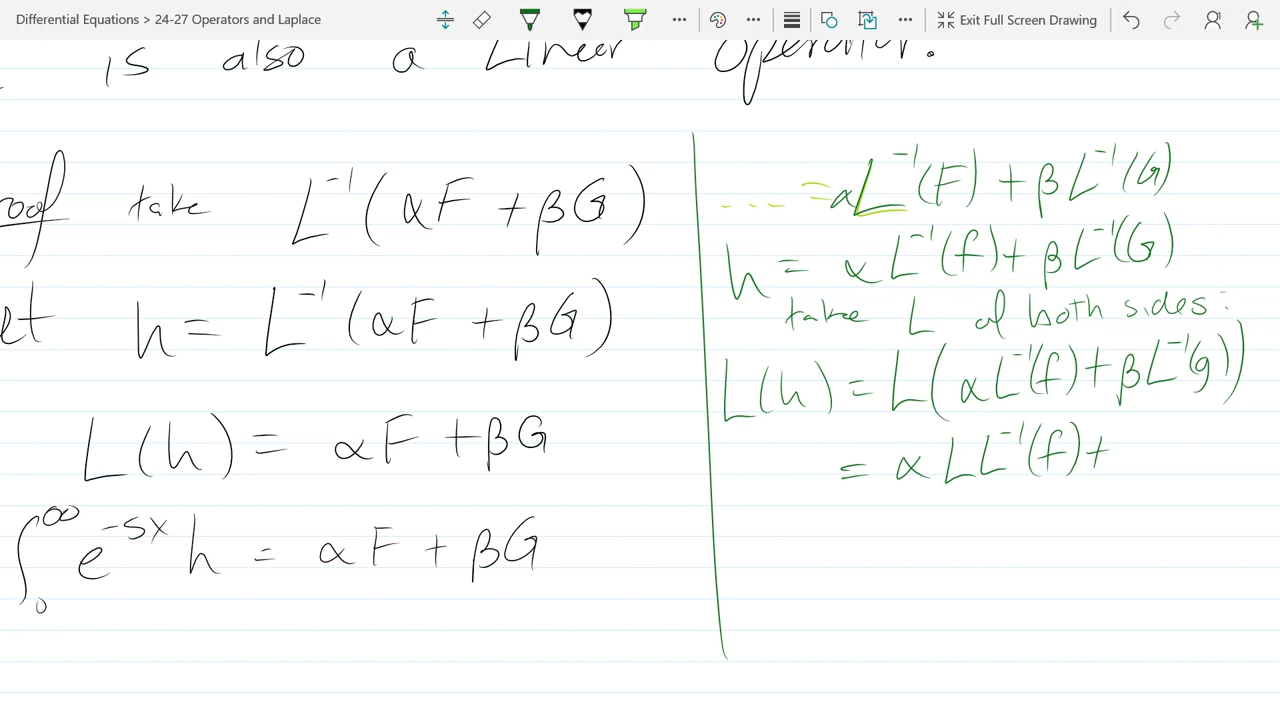 Differential Equations > 24-27 Operators and Laplace
Exit Full Screen Drawing
is also a Linear Operator.
roof take L⁻¹(αF + βG)
et h = L⁻¹(αF + βG)
L(h) = αF + βG
∫₀^∞ e^(-sx) h = αF + βG
--- = αL⁻¹(F) + βL⁻¹(G)
h = αL⁻¹(f) + βL⁻¹(G)
take L of both sides:
L(h) = L(αL⁻¹(f) + βL⁻¹(g))
= αLL⁻¹(f) +